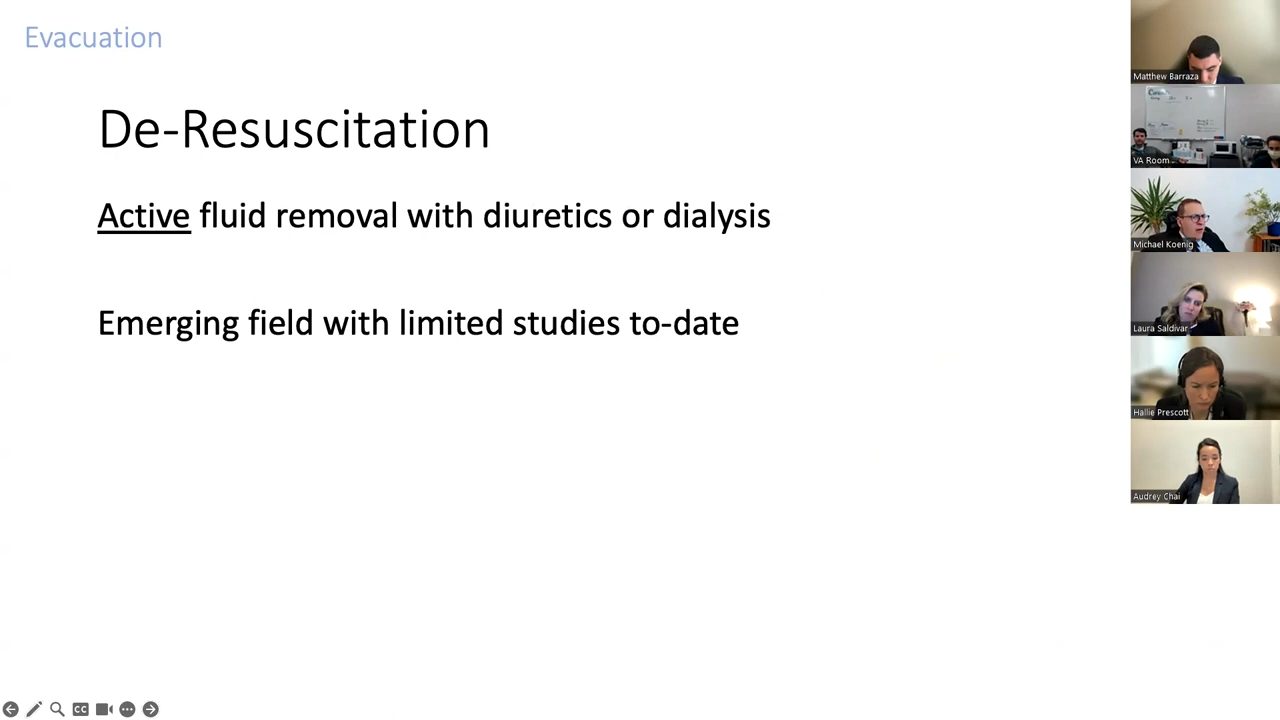 Evacuation
De-Resuscitation
Active fluid removal with diuretics or dialysis
Emerging field with limited studies to-date
Matthew Barraza
VA Room
Michael Koenig
Laura Saldivar
Hallie Prescott
Audrey Chai
CC